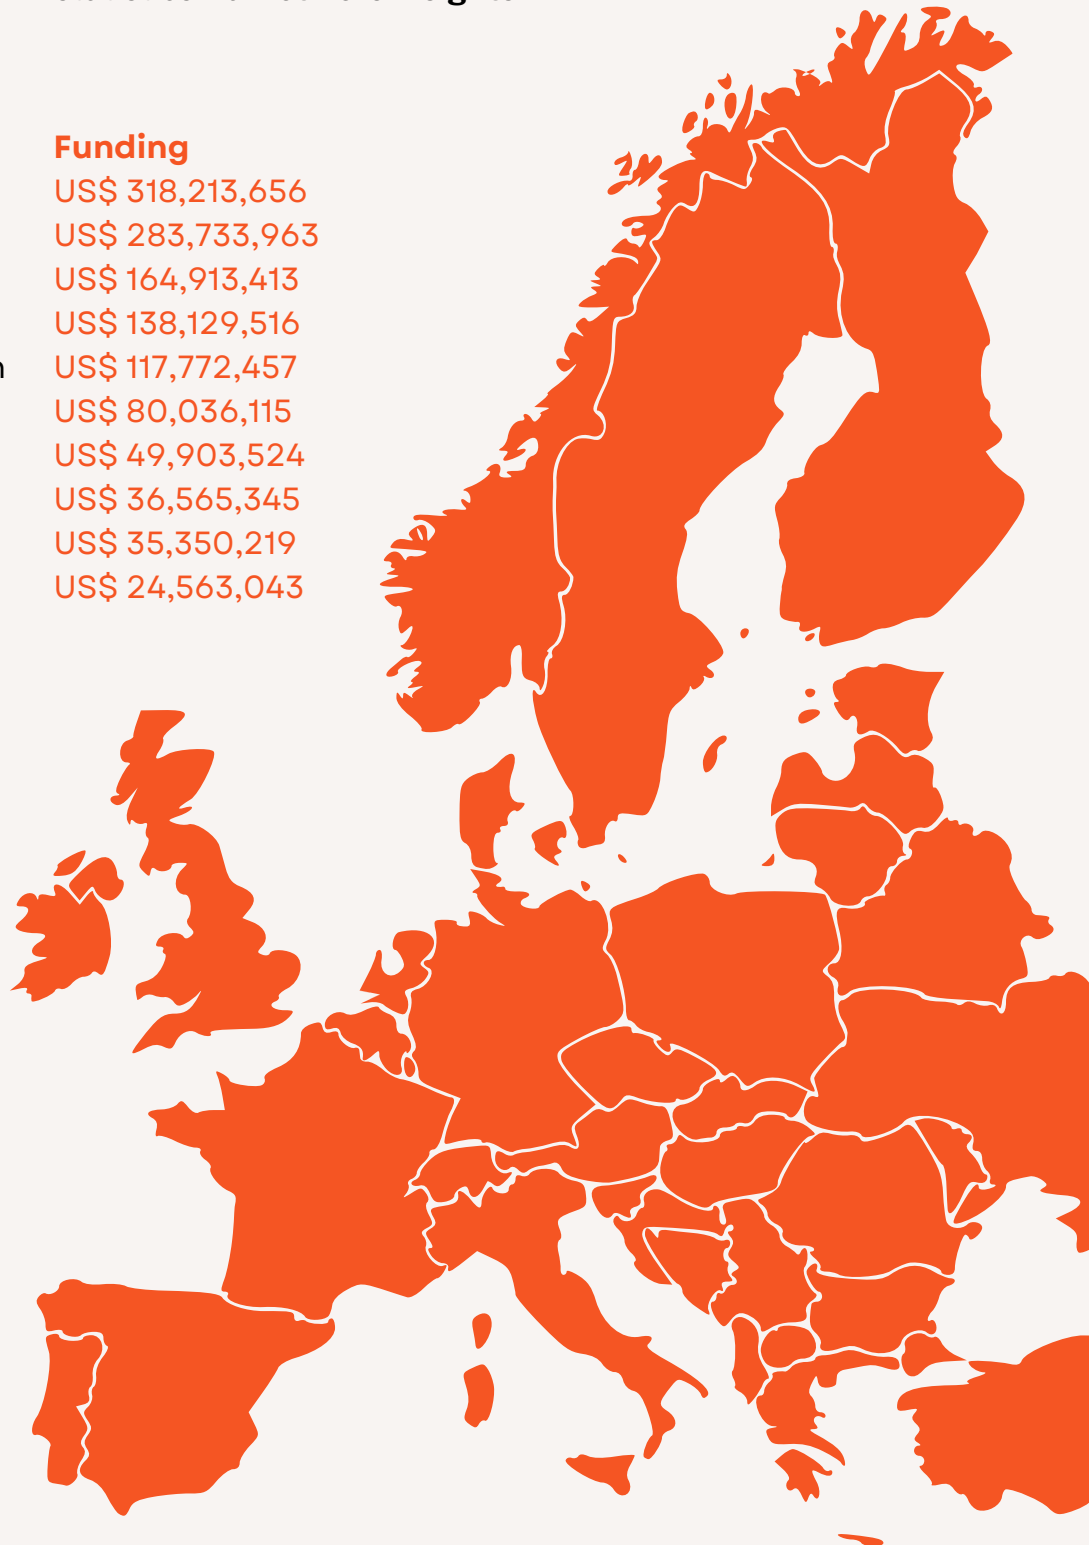 Funding
US$ 318,213,656
US$ 283,733,963
US$ 164,913,413
US$ 138,129,516
US$ 117,772,457
US$ 80,036,115
US$ 49,903,524
US$ 36,565,345
US$ 35,350,219
US$ 24,563,043